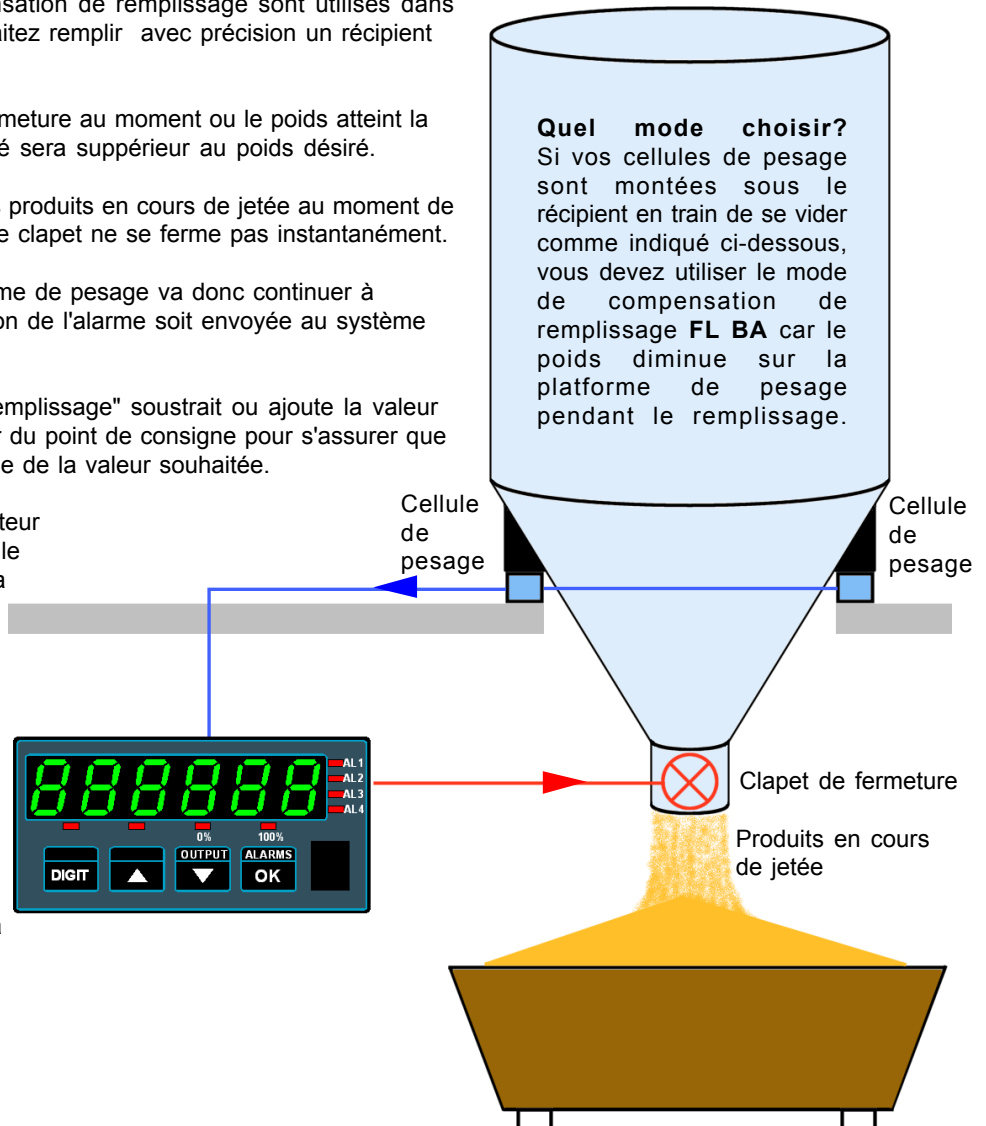 nsation de remplissage sont utilisés dans
aitez remplir avec précision un récipient
meture au moment ou le poids atteint la
é sera suppérieur au poids désiré.
s produits en cours de jetée au moment de
e clapet ne se ferme pas instantanément.
me de pesage va donc continuer à
on de l'alarme soit envoyée au système
emplissage" soustrait ou ajoute la valeur
r du point de consigne pour s'assurer que
e de la valeur souhaitée.
teur
le
a
Quel mode choisir?
Si vos cellules de pesage
sont montées sous le
récipient en train de se vider
comme indiqué ci-dessous,
vous devez utiliser le mode
de compensation de
remplissage FL BA car le
poids diminue sur la
platforme de pesage
pendant le remplissage.
Cellule
de
pesage
Cellule
de
pesage
888888
AL1
AL2
AL3
AL4
0% 100%
OUTPUT ALARMS
DIGIT OK
Clapet de fermeture
Produits en cours
de jetée